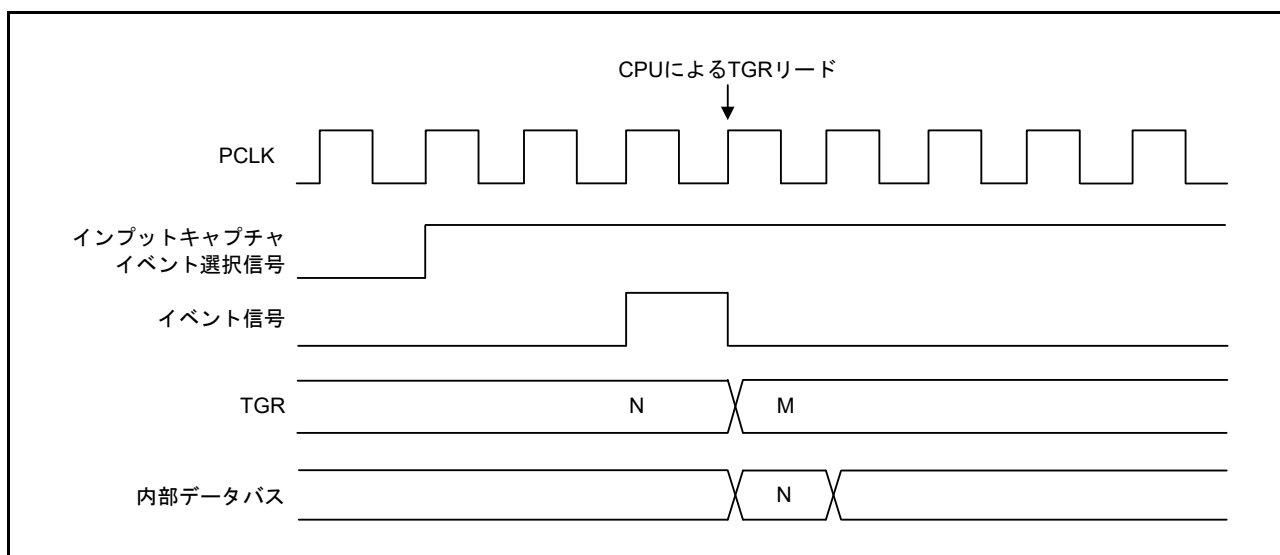 CPUによるTGRリード
PCLK
インプットキャプチャ
イベント選択信号
イベント信号
TGR
N
M
内部データバス
N